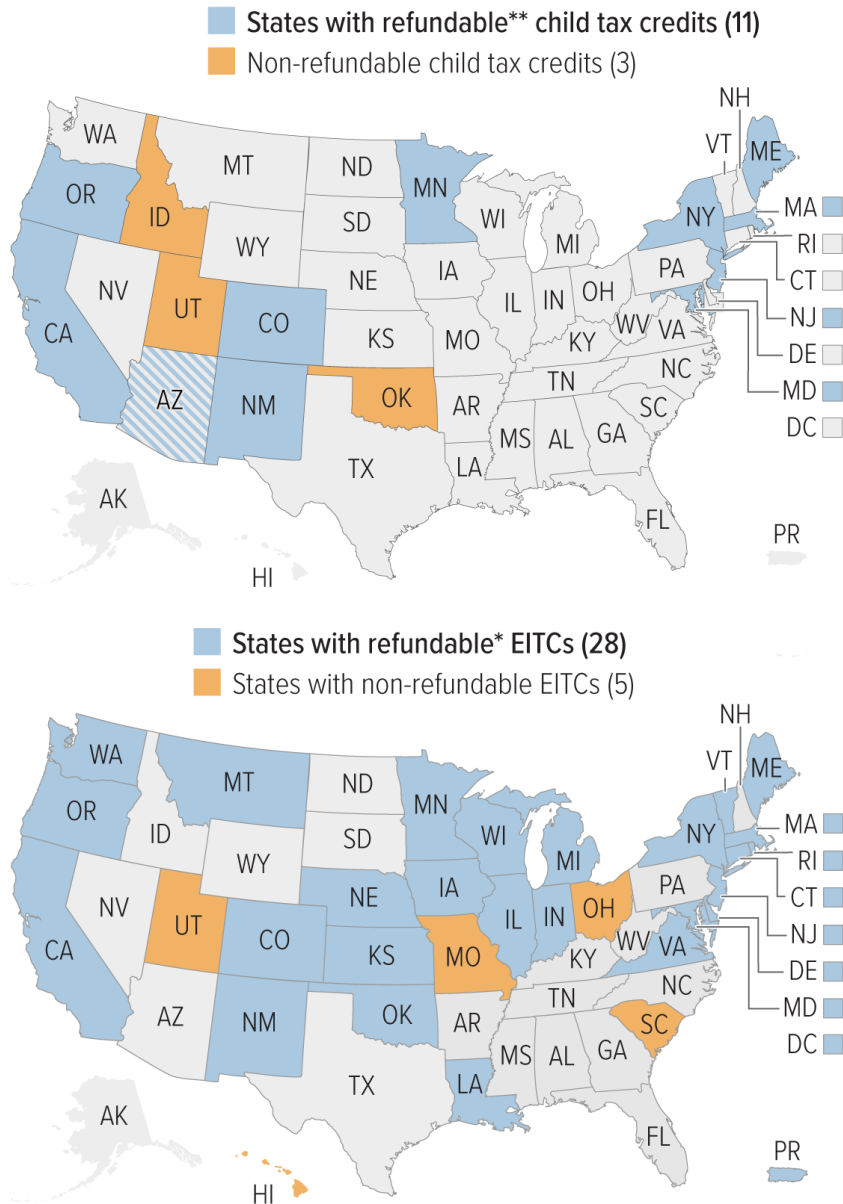 States with refundable** child tax credits (11)
Non-refundable child tax credits (3)
NH
WA
VT
ME
MT
ND
MN
OR
MA
ID
WI
NY
SD
MI
RI
WY
IA
PA
CT
NE
NV
OH
IL
IN
NJ
UT
CO
WV
CA
VA
DE
KS
MO
KY
NC
MD
TN
AZ
OK
AR
SC
NM
DC
MS
AL
GA
LA
TX
AK
FL
PR
HI
States with refundable* EITCs (28)
States with non-refundable EITCs (5)
NH
WA
VT
ME
MT
ND
MN
OR
MA
ID
WI
NY
SD
MI
RI
WY
IA
PA
CT
NE
NV
OH
IL
IN
NJ
UT
CO
WV
CA
VA
DE
KS
MO
KY
NC
MD
TN
AZ
OK
AR
SC
NM
DC
MS
AL
GA
LA
TX
AK
FL
PR
HI